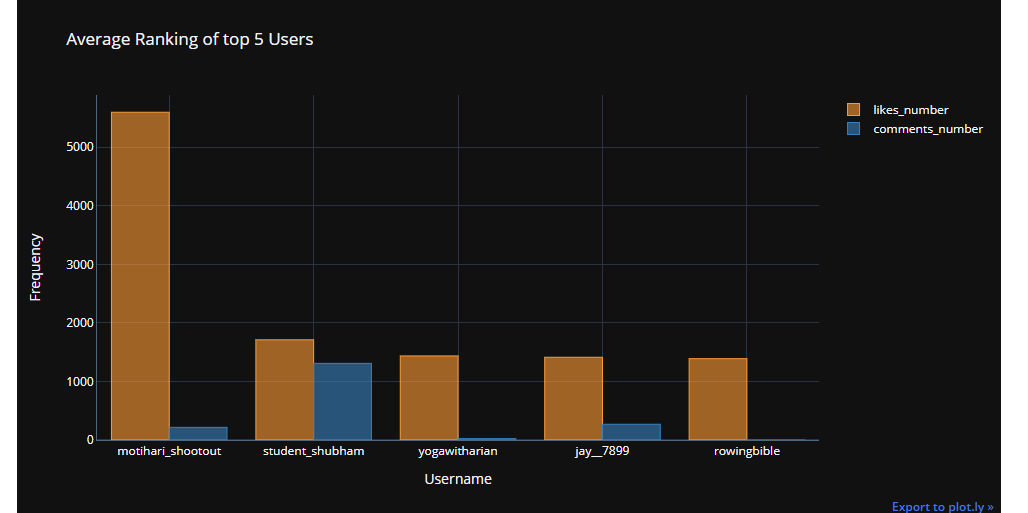 Average Ranking of top 5 Users
likes_number
comments_number
5000
4000
3000
2000
1000
0
Frequency
motihari_shootout
student_shubham
yogawitharian
jay__7899
rowingbible
Username
Export to plot.ly »